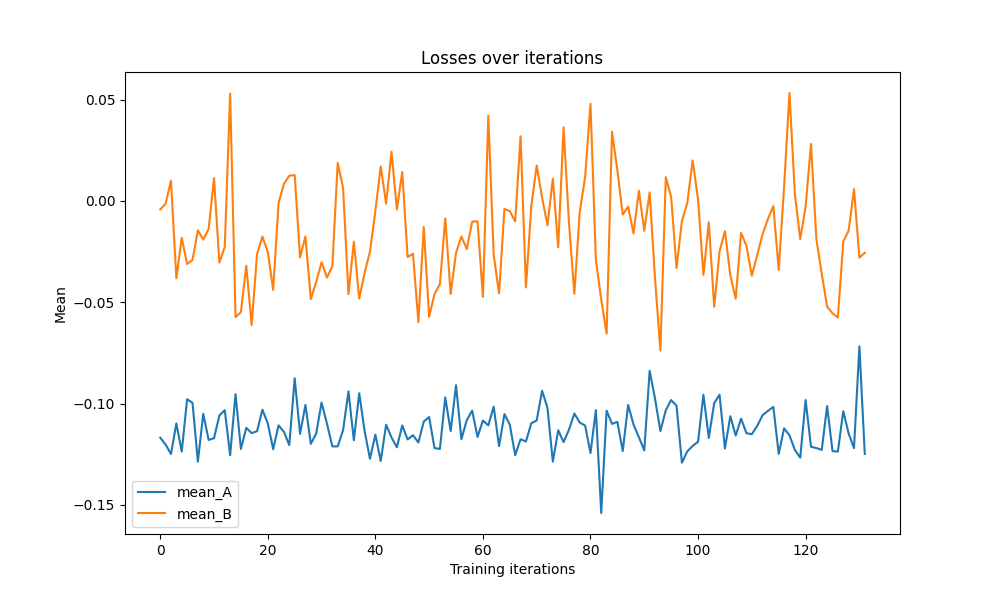 Losses over iterations
Mean
0.05
0.00
−0.05
−0.10
−0.15
mean_A
mean_B
0 20 40 60 80 100 120
Training iterations